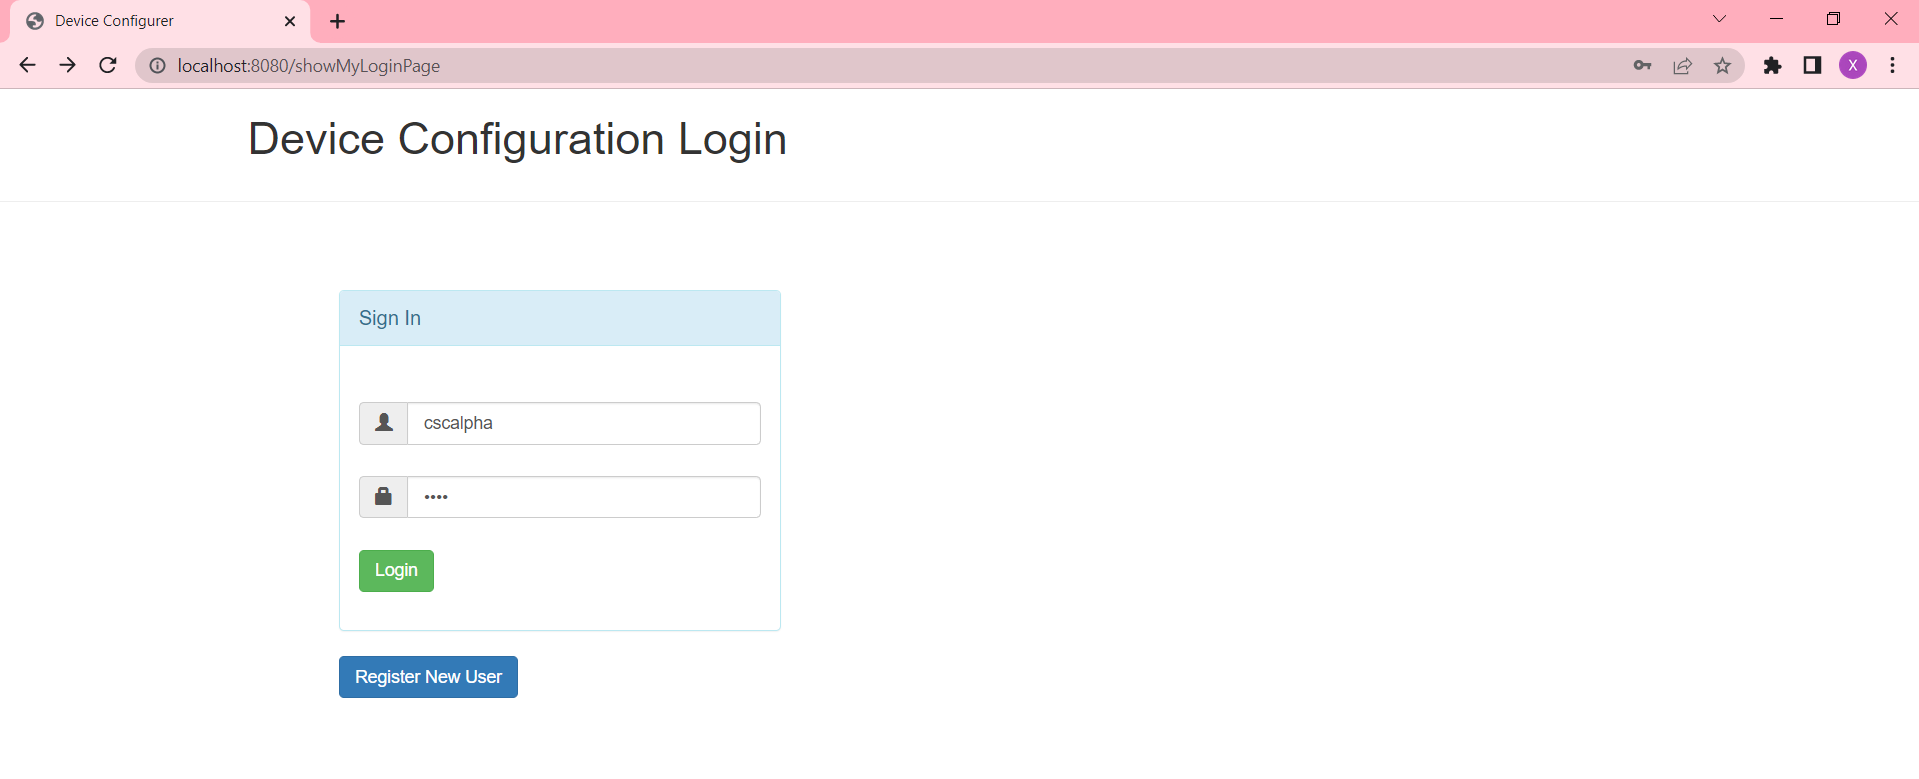 Device Configurer
localhost:8080/showMyLoginPage
X
Device Configuration Login
Sign In
cscalpha
••••
Login
Register New User